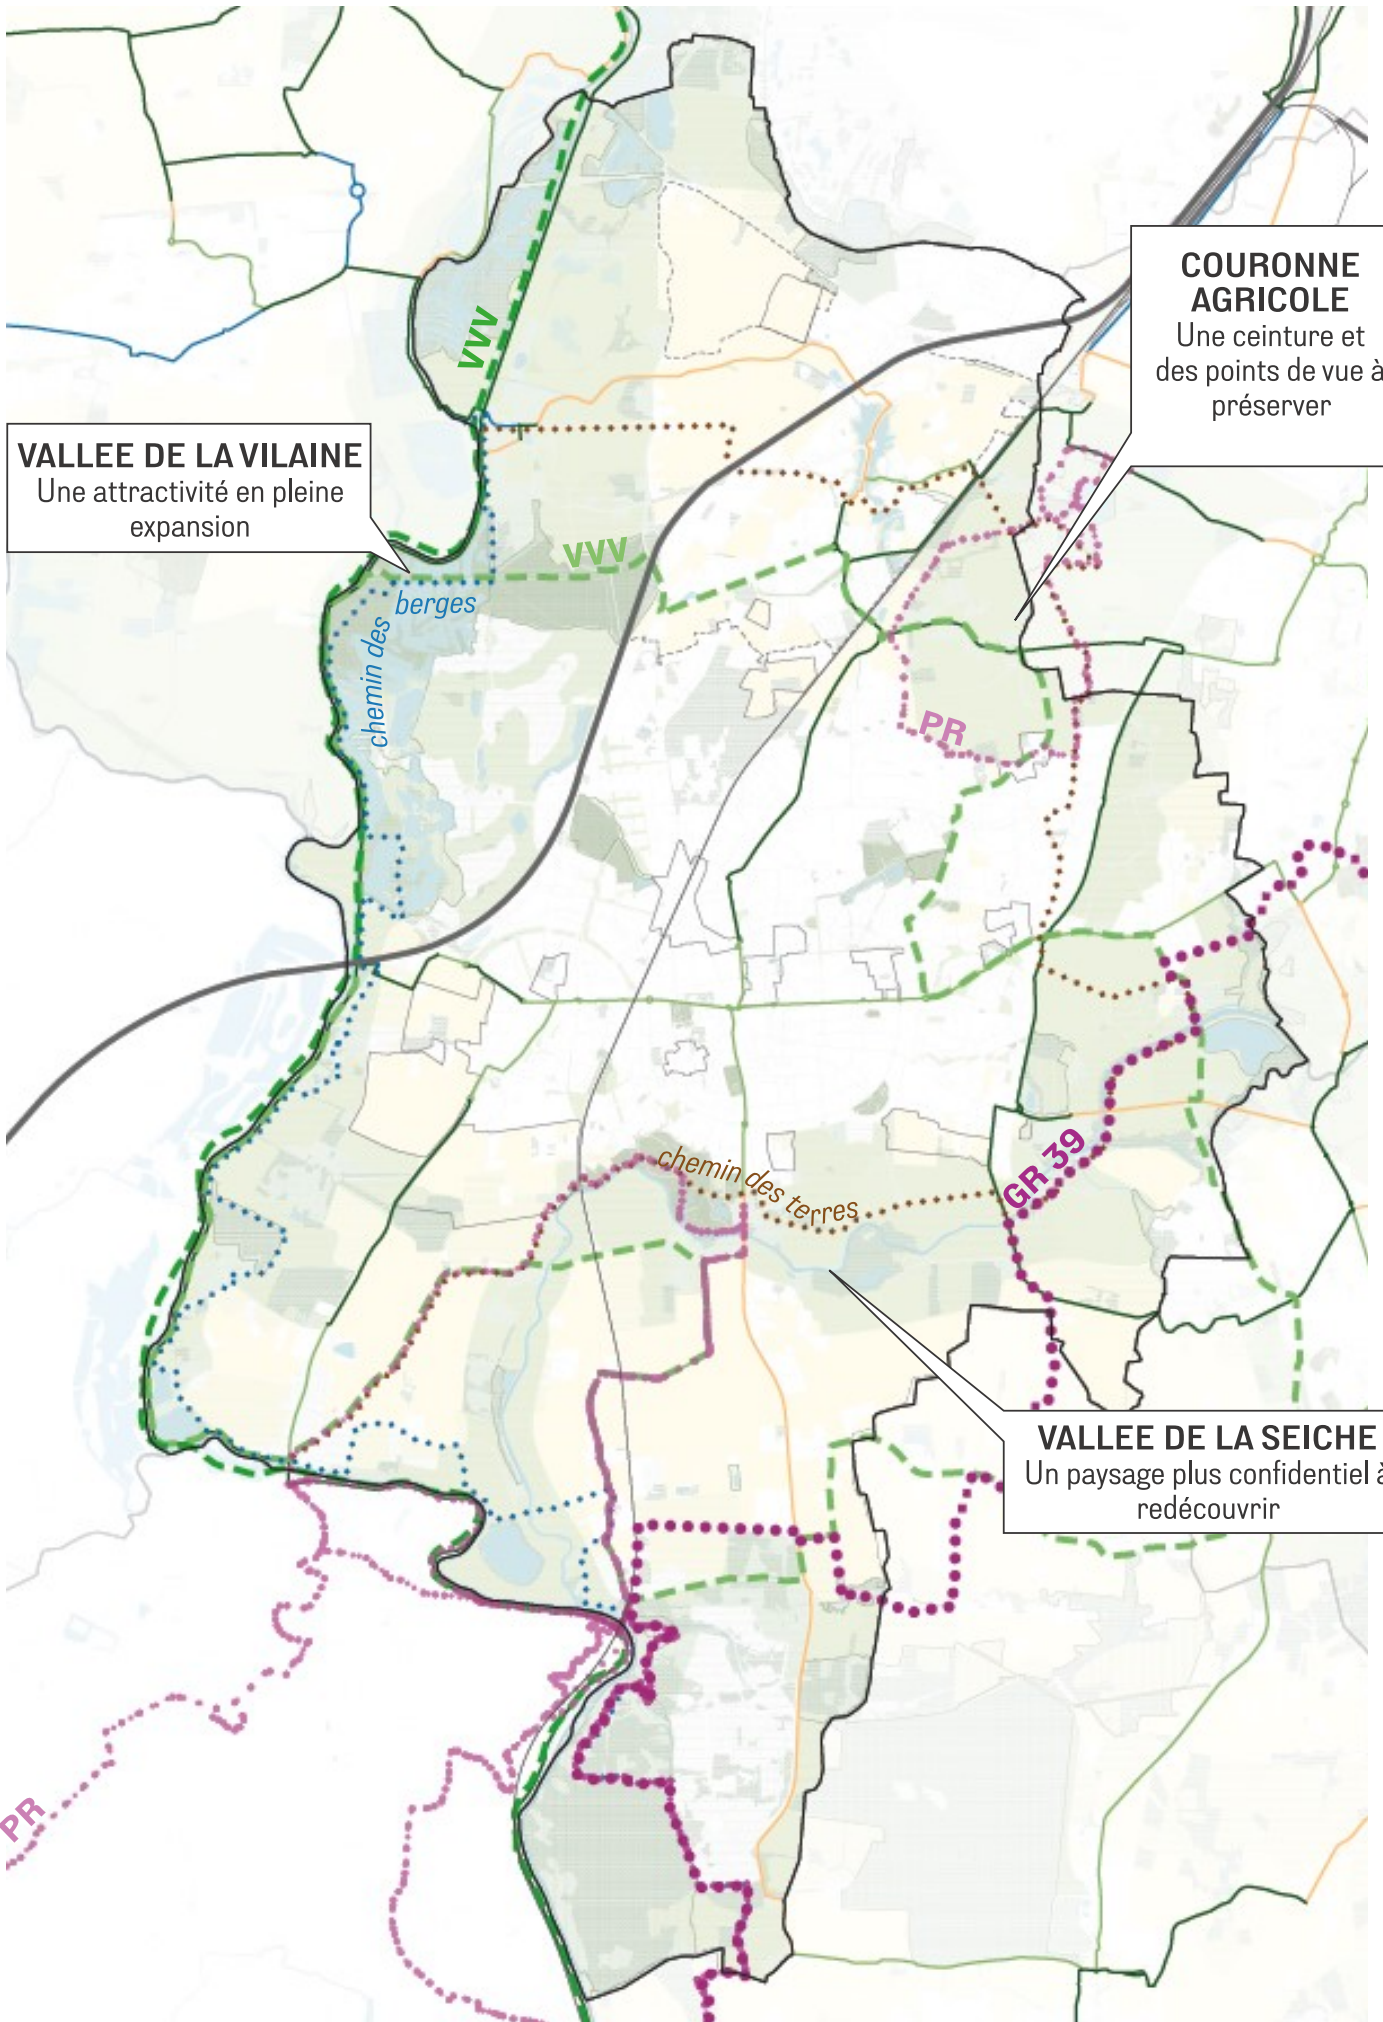 COURONNE
AGRICOLE
Une ceinture et
des points de vue à
préserver
VVV
VALLEE DE LA VILAINE
Une attractivité en pleine
expansion
VVV
chemin des berges
PR
chemin des terres
GR 39
VALLEE DE LA SEICHE
Un paysage plus confidentiel à
redécouvrir
PR